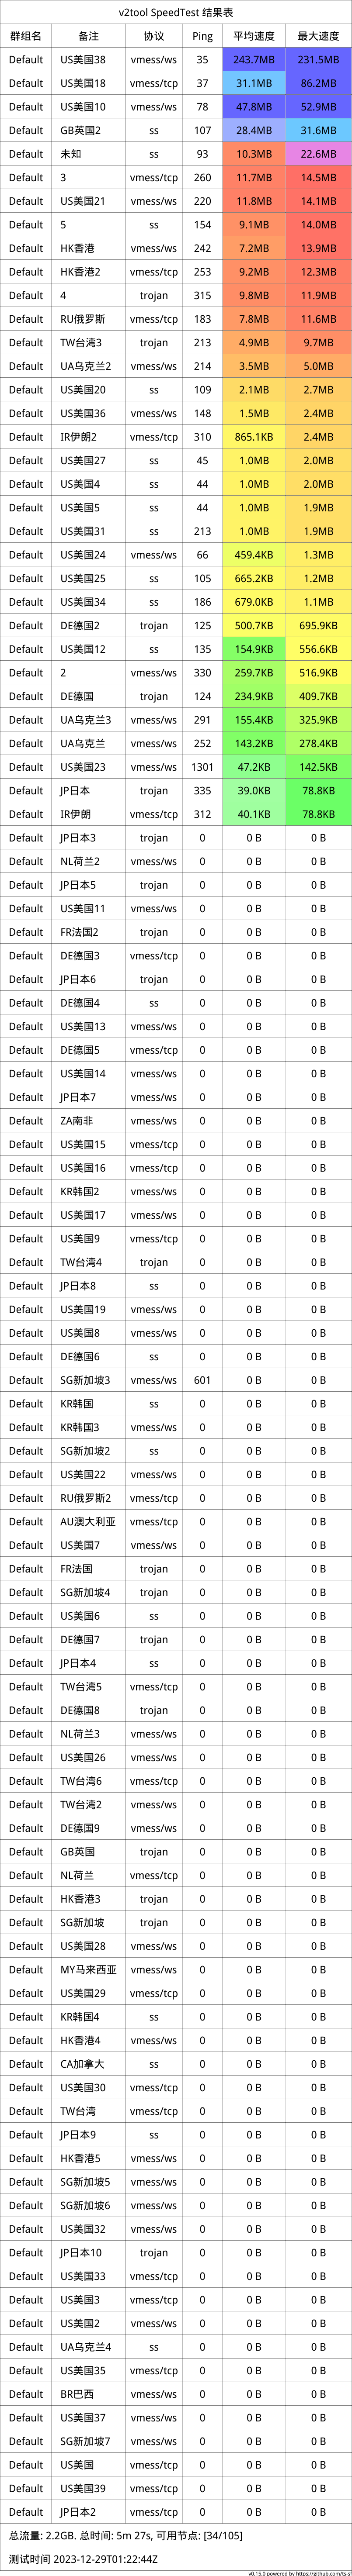 v2tool SpeedTest 结果表
群组名 备注 协议 Ping 平均速度 最大速度
Default US美国38 vmess/ws 35 243.7MB 231.5MB
Default US美国18 vmess/tcp 37 31.1MB 86.2MB
Default US美国10 vmess/ws 78 47.8MB 52.9MB
Default GB英国2 ss 107 28.4MB 31.6MB
Default 未知 ss 93 10.3MB 22.6MB
Default 3 vmess/tcp 260 11.7MB 14.5MB
Default US美国21 vmess/ws 220 11.8MB 14.1MB
Default 5 ss 154 9.1MB 14.0MB
Default HK香港 vmess/ws 242 7.2MB 13.9MB
Default HK香港2 vmess/tcp 253 9.2MB 12.3MB
Default 4 trojan 315 9.8MB 11.9MB
Default RU俄罗斯 vmess/tcp 183 7.8MB 11.6MB
Default TW台湾3 trojan 213 4.9MB 9.7MB
Default UA乌克兰2 vmess/ws 214 3.5MB 5.0MB
Default US美国20 ss 109 2.1MB 2.7MB
Default US美国36 vmess/ws 148 1.5MB 2.4MB
Default IR伊朗2 vmess/tcp 310 865.1KB 2.4MB
Default US美国27 ss 45 1.0MB 2.0MB
Default US美国4 ss 44 1.0MB 2.0MB
Default US美国5 ss 44 1.0MB 1.9MB
Default US美国31 ss 213 1.0MB 1.9MB
Default US美国24 vmess/ws 66 459.4KB 1.3MB
Default US美国25 ss 105 665.2KB 1.2MB
Default US美国34 ss 186 679.0KB 1.1MB
Default DE德国2 trojan 125 500.7KB 695.9KB
Default US美国12 ss 135 154.9KB 556.6KB
Default 2 vmess/ws 330 259.7KB 516.9KB
Default DE德国 trojan 124 234.9KB 409.7KB
Default UA乌克兰3 vmess/ws 291 155.4KB 325.9KB
Default UA乌克兰 vmess/ws 252 143.2KB 278.4KB
Default US美国23 vmess/ws 1301 47.2KB 142.5KB
Default JP日本 trojan 335 39.0KB 78.8KB
Default IR伊朗 vmess/tcp 312 40.1KB 78.8KB
Default JP日本3 trojan 0 0 B 0 B
Default NL荷兰2 vmess/ws 0 0 B 0 B
Default JP日本5 trojan 0 0 B 0 B
Default US美国11 vmess/ws 0 0 B 0 B
Default FR法国2 trojan 0 0 B 0 B
Default DE德国3 vmess/tcp 0 0 B 0 B
Default JP日本6 trojan 0 0 B 0 B
Default DE德国4 ss 0 0 B 0 B
Default US美国13 vmess/ws 0 0 B 0 B
Default DE德国5 vmess/tcp 0 0 B 0 B
Default US美国14 vmess/ws 0 0 B 0 B
Default JP日本7 vmess/ws 0 0 B 0 B
Default ZA南非 vmess/ws 0 0 B 0 B
Default US美国15 vmess/tcp 0 0 B 0 B
Default US美国16 vmess/tcp 0 0 B 0 B
Default KR韩国2 vmess/ws 0 0 B 0 B
Default US美国17 vmess/ws 0 0 B 0 B
Default US美国9 vmess/tcp 0 0 B 0 B
Default TW台湾4 trojan 0 0 B 0 B
Default JP日本8 ss 0 0 B 0 B
Default US美国19 vmess/ws 0 0 B 0 B
Default US美国8 vmess/ws 0 0 B 0 B
Default DE德国6 ss 0 0 B 0 B
Default SG新加坡3 vmess/ws 601 0 B 0 B
Default KR韩国 ss 0 0 B 0 B
Default KR韩国3 vmess/ws 0 0 B 0 B
Default SG新加坡2 ss 0 0 B 0 B
Default US美国22 vmess/ws 0 0 B 0 B
Default RU俄罗斯2 vmess/tcp 0 0 B 0 B
Default AU澳大利亚 vmess/tcp 0 0 B 0 B
Default US美国7 vmess/ws 0 0 B 0 B
Default FR法国 trojan 0 0 B 0 B
Default SG新加坡4 trojan 0 0 B 0 B
Default US美国6 ss 0 0 B 0 B
Default DE德国7 trojan 0 0 B 0 B
Default JP日本4 ss 0 0 B 0 B
Default TW台湾5 vmess/tcp 0 0 B 0 B
Default DE德国8 trojan 0 0 B 0 B
Default NL荷兰3 vmess/ws 0 0 B 0 B
Default US美国26 vmess/ws 0 0 B 0 B
Default TW台湾6 vmess/tcp 0 0 B 0 B
Default TW台湾2 vmess/ws 0 0 B 0 B
Default DE德国9 vmess/ws 0 0 B 0 B
Default GB英国 trojan 0 0 B 0 B
Default NL荷兰 vmess/tcp 0 0 B 0 B
Default HK香港3 trojan 0 0 B 0 B
Default SG新加坡 trojan 0 0 B 0 B
Default US美国28 vmess/ws 0 0 B 0 B
Default MY马来西亚 vmess/ws 0 0 B 0 B
Default US美国29 vmess/tcp 0 0 B 0 B
Default KR韩国4 ss 0 0 B 0 B
Default HK香港4 vmess/ws 0 0 B 0 B
Default CA加拿大 ss 0 0 B 0 B
Default US美国30 vmess/tcp 0 0 B 0 B
Default TW台湾 vmess/tcp 0 0 B 0 B
Default JP日本9 ss 0 0 B 0 B
Default HK香港5 vmess/ws 0 0 B 0 B
Default SG新加坡5 vmess/ws 0 0 B 0 B
Default SG新加坡6 vmess/ws 0 0 B 0 B
Default US美国32 vmess/ws 0 0 B 0 B
Default JP日本10 trojan 0 0 B 0 B
Default US美国33 vmess/tcp 0 0 B 0 B
Default US美国3 vmess/tcp 0 0 B 0 B
Default US美国2 vmess/ws 0 0 B 0 B
Default UA乌克兰4 ss 0 0 B 0 B
Default US美国35 vmess/tcp 0 0 B 0 B
Default BR巴西 vmess/ws 0 0 B 0 B
Default US美国37 vmess/ws 0 0 B 0 B
Default SG新加坡7 vmess/ws 0 0 B 0 B
Default US美国 vmess/tcp 0 0 B 0 B
Default US美国39 vmess/tcp 0 0 B 0 B
Default JP日本2 vmess/tcp 0 0 B 0 B
总流量: 2.2GB. 总时间: 5m 27s, 可用节点: [34/105]
测试时间 2023-12-29T01:22:44Z
v0.15.0 powered by https://github.com/ts-sf